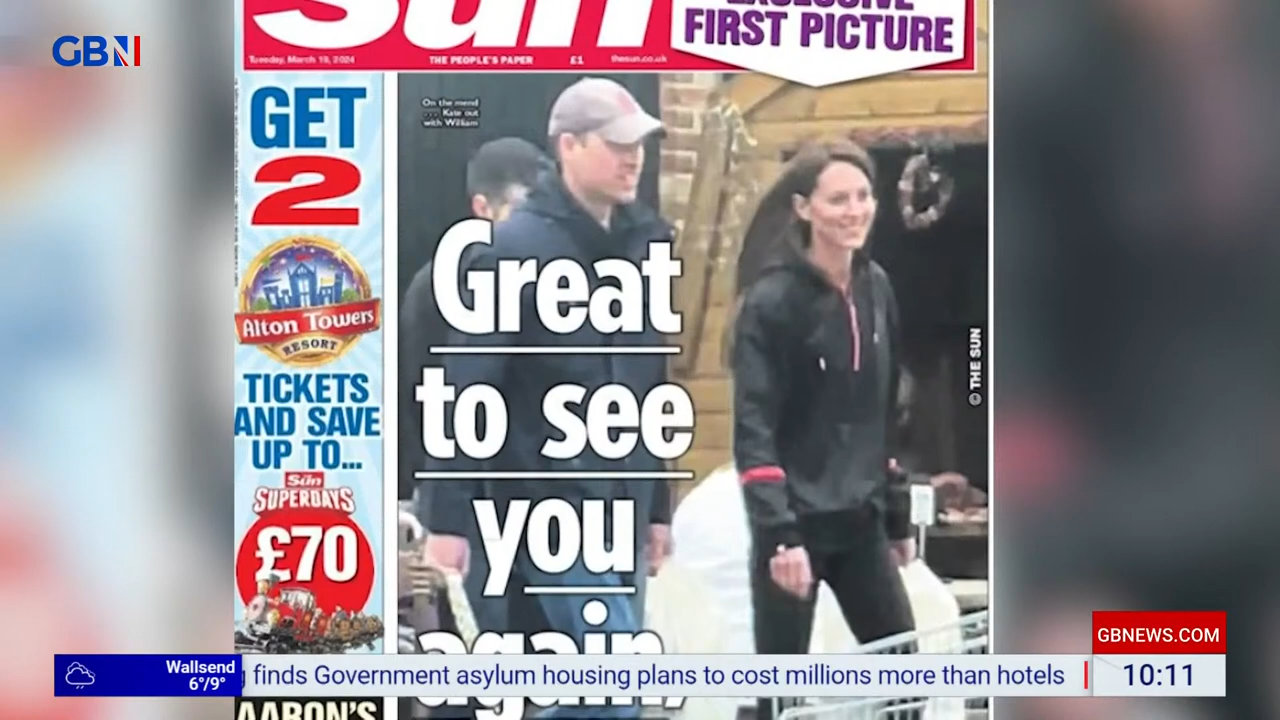 GBN
Sun
EXCLUSIVE
FIRST PICTURE
Tuesday, March 19, 2024
THE PEOPLE'S PAPER
£1
thesun.co.uk
GET
2
Alton Towers
RESORT
TICKETS
AND SAVE
UP TO...
Sun
SUPERDAYS
£70
AARON'S
On the mend
... Kate out
with William
Great
to see
you
again,
© THE SUN
GBNEWS.COM
Wallsend
6°/9°
finds Government asylum housing plans to cost millions more than hotels
10:11